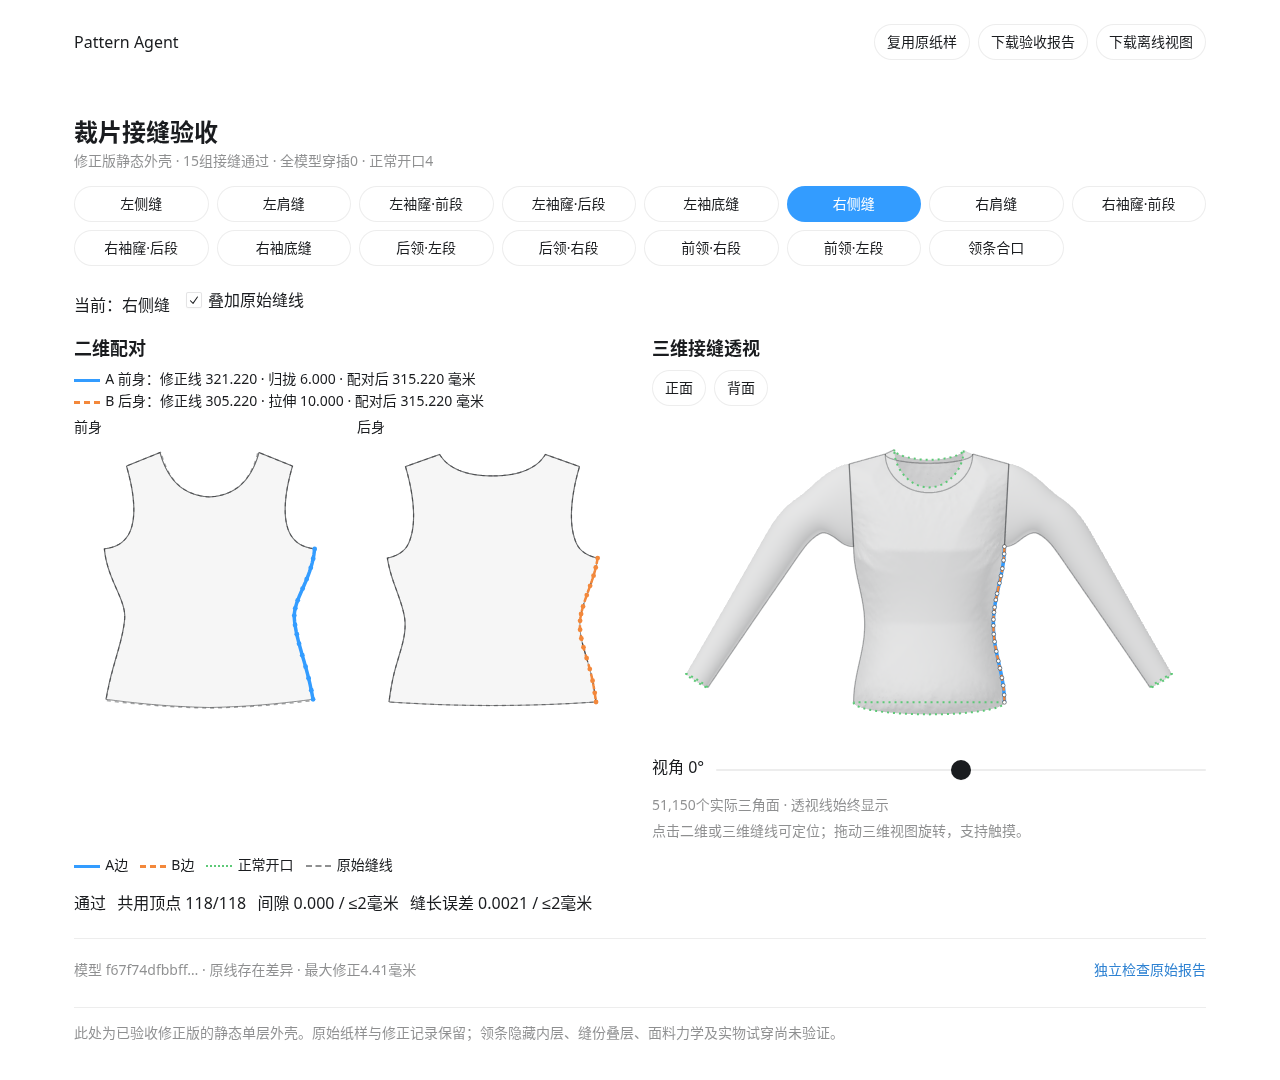 Pattern Agent
复用原纸样
下载验收报告
下载离线视图
裁片接缝验收
修正版静态外壳 · 15组接缝通过 · 全模型穿插0 · 正常开口4
左侧缝
左肩缝
左袖窿·前段
左袖窿·后段
左袖底缝
右侧缝
右肩缝
右袖窿·前段
右袖窿·后段
右袖底缝
后领·左段
后领·右段
前领·右段
前领·左段
领条合口
当前：右侧缝
叠加原始缝线
二维配对
A 前身：修正线 321.220 · 归拢 6.000 · 配对后 315.220 毫米
B 后身：修正线 305.220 · 拉伸 10.000 · 配对后 315.220 毫米
前身
后身
三维接缝透视
正面
背面
视角 0°
51,150个实际三角面 · 透视线始终显示
点击二维或三维缝线可定位；拖动三维视图旋转，支持触摸。
A边
B边
正常开口
原始缝线
通过 共用顶点 118/118 间隙 0.000 / ≤2毫米 缝长误差 0.0021 / ≤2毫米
模型 f67f74dfbbff… · 原线存在差异 · 最大修正4.41毫米
独立检查原始报告
此处为已验收修正版的静态单层外壳。原始纸样与修正记录保留；领条隐藏内层、缝份叠层、面料力学及实物试穿尚未验证。